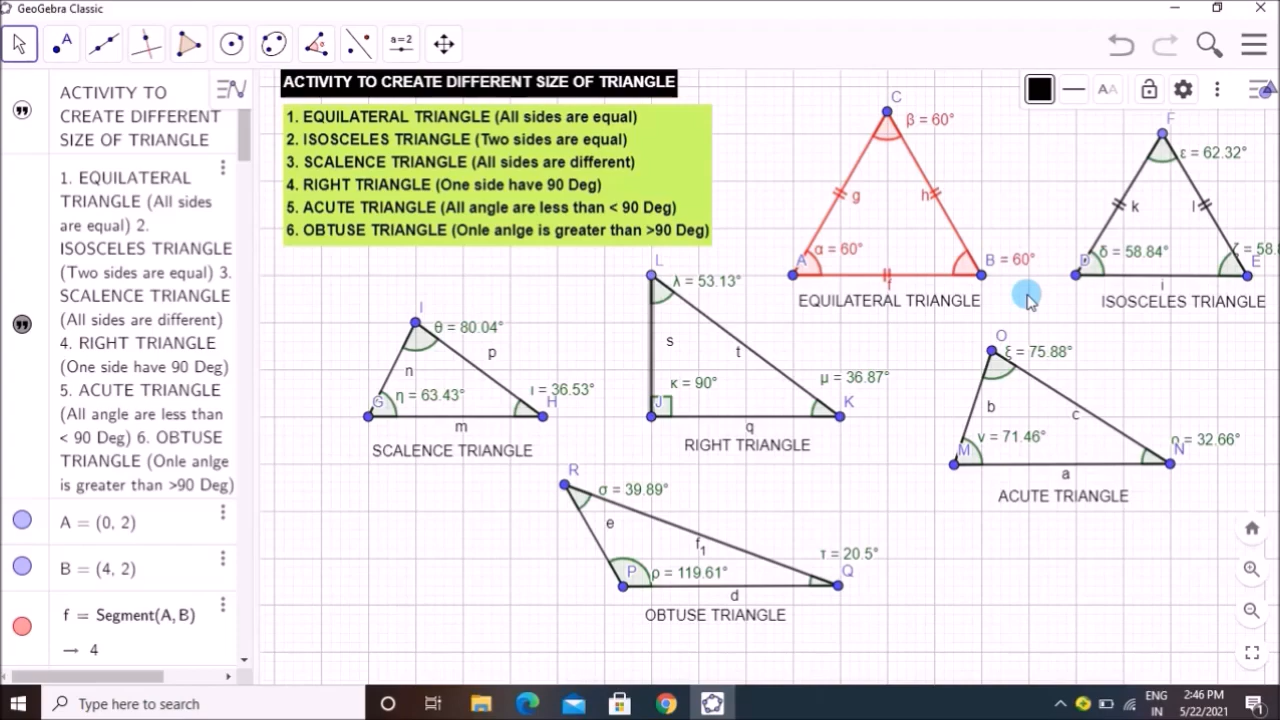 GeoGebra Classic
A
a=2
ACTIVITY TO
CREATE DIFFERENT
SIZE OF TRIANGLE
1. EQUILATERAL
TRIANGLE (All sides
are equal) 2.
ISOSCELES TRIANGLE
(Two sides are equal) 3.
SCALENCE TRIANGLE
(All sides are different)
4. RIGHT TRIANGLE
(One side have 90 Deg)
5. ACUTE TRIANGLE
(All angle are less than
< 90 Deg) 6. OBTUSE
TRIANGLE (Onle anlge
is greater than >90 Deg)
A = (0, 2)
B = (4, 2)
f = Segment(A, B)
→ 4
ACTIVITY TO CREATE DIFFERENT SIZE OF TRIANGLE
1. EQUILATERAL TRIANGLE (All sides are equal)
2. ISOSCELES TRIANGLE (Two sides are equal)
3. SCALENCE TRIANGLE (All sides are different)
4. RIGHT TRIANGLE (One side have 90 Deg)
5. ACUTE TRIANGLE (All angle are less than < 90 Deg)
6. OBTUSE TRIANGLE (Onle anlge is greater than >90 Deg)
AA
C
β = 60°
g
h
A
α = 60°
B = 60°
f
EQUILATERAL TRIANGLE
F
ε = 62.32°
k
l
D
δ = 58.84°
E
i
ISOSCELES TRIANGLE
I
θ = 80.04°
n
p
G
η = 63.43°
ι = 36.53°
H
m
SCALENCE TRIANGLE
L
λ = 53.13°
s
t
κ = 90°
μ = 36.87°
J
K
q
RIGHT TRIANGLE
O
ξ = 75.88°
b
c
M
ν = 71.46°
N
a
ACUTE TRIANGLE
R
σ = 39.89°
e
f1
τ = 20.5°
P
ρ = 119.61°
Q
d
OBTUSE TRIANGLE
Type here to search
ENG
IN
2:46 PM
5/22/2021
1